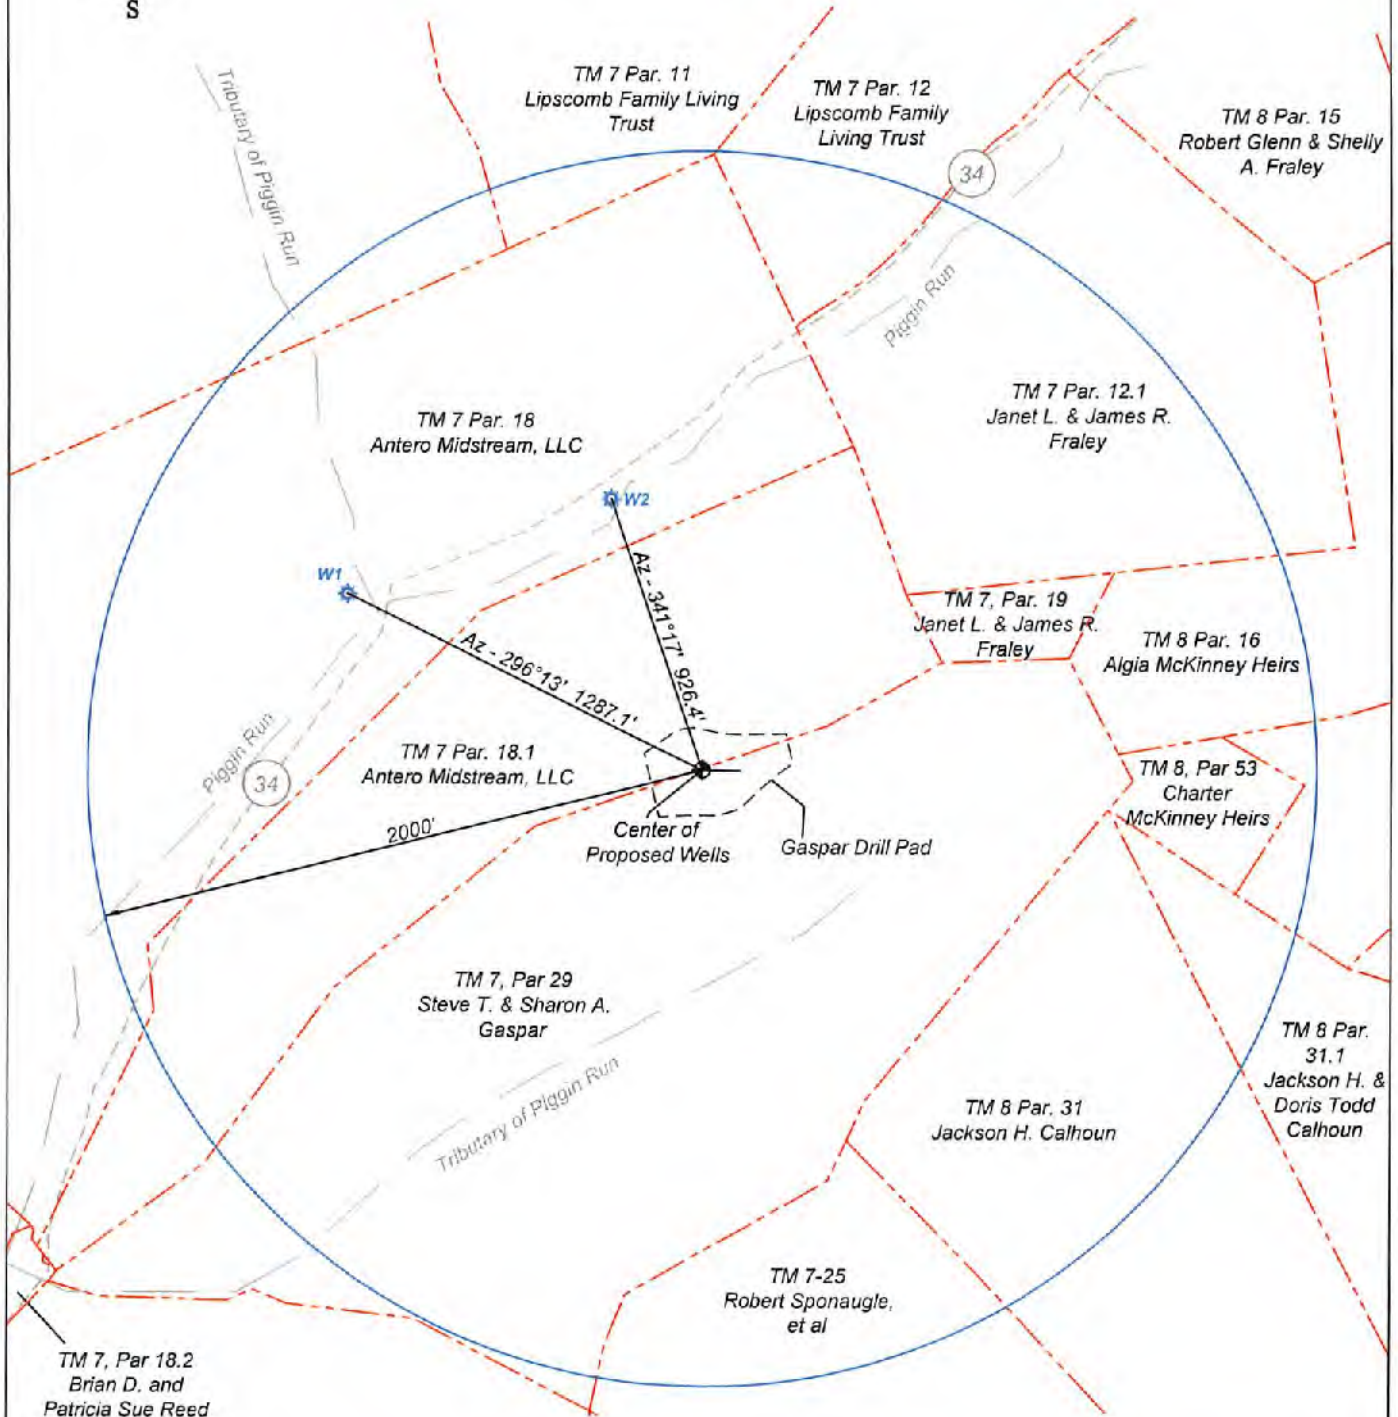 S
TM 7 Par. 11
Lipscomb Family Living
Trust
TM 7 Par. 12
Lipscomb Family
Living Trust
TM 8 Par. 15
Robert Glenn & Shelly
A. Fraley
Tributary of Piggin Run
34
Piggin Run
TM 7 Par. 18
Antero Midstream, LLC
TM 7 Par. 12.1
Janet L. & James R.
Fraley
W2
W1
Az - 341°17' 926.4'
Az - 296°13' 1287.1'
TM 7, Par. 19
Janet L. & James R.
Fraley
TM 8 Par. 16
Algia McKinney Heirs
Piggin Run
34
TM 7 Par. 18.1
Antero Midstream, LLC
TM 8, Par 53
Charter
McKinney Heirs
2000'
Center of
Proposed Wells
Gaspar Drill Pad
TM 7, Par 29
Steve T. & Sharon A.
Gaspar
Tributary of Piggin Run
TM 8 Par.
31.1
Jackson H. &
Doris Todd
Calhoun
TM 8 Par. 31
Jackson H. Calhoun
TM 7-25
Robert Sponaugle,
et al
TM 7, Par 18.2
Brian D. and
Patricia Sue Reed